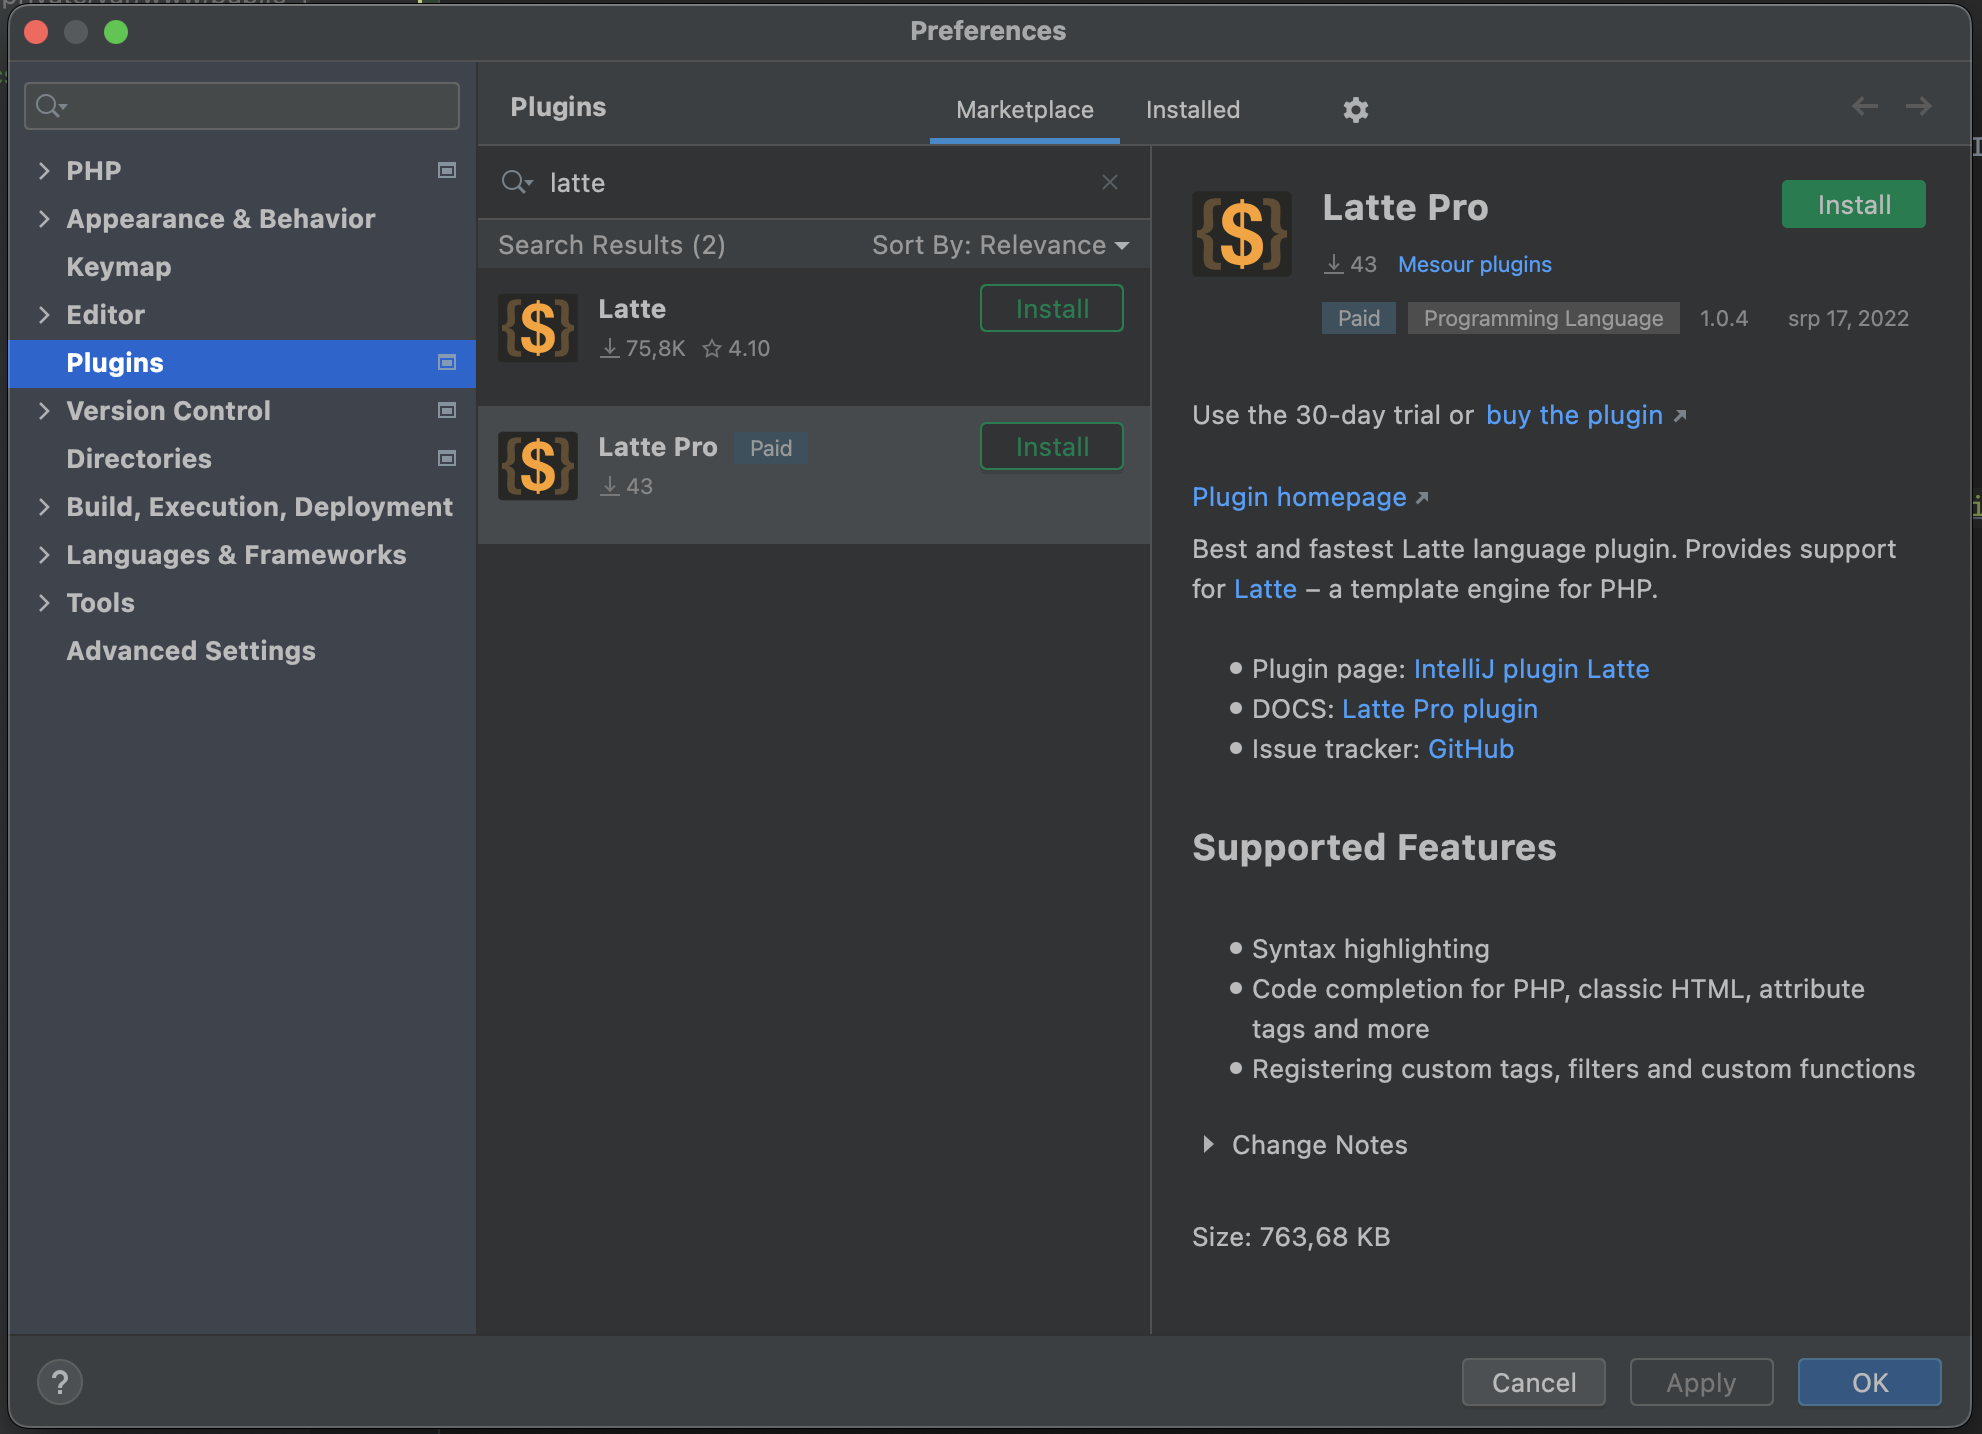 Preferences
Plugins
Marketplace
Installed
PHP
Appearance & Behavior
Keymap
Editor
Plugins
Version Control
Directories
Build, Execution, Deployment
Languages & Frameworks
Tools
Advanced Settings
latte
Search Results (2)
Sort By: Relevance
Latte
75,8K 4.10
Install
Latte Pro Paid
43
Install
Latte Pro
Install
43 Mesour plugins
Paid Programming Language 1.0.4 srp 17, 2022
Use the 30-day trial or buy the plugin
Plugin homepage
Best and fastest Latte language plugin. Provides support
for Latte – a template engine for PHP.
Plugin page: IntelliJ plugin Latte
DOCS: Latte Pro plugin
Issue tracker: GitHub
Supported Features
Syntax highlighting
Code completion for PHP, classic HTML, attribute
tags and more
Registering custom tags, filters and custom functions
Change Notes
Size: 763,68 KB
?
Cancel
Apply
OK